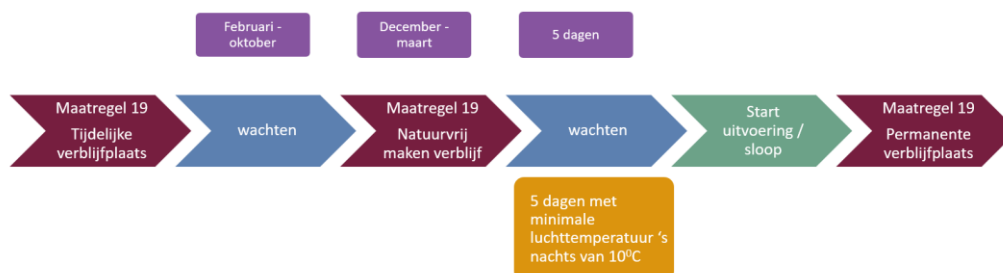 Februari -
oktober
December -
maart
5 dagen
Maatregel 19
Tijdelijke
verblijfplaats
wachten
Maatregel 19
Natuurvrij
maken verblijf
wachten
Start
uitvoering /
sloop
Maatregel 19
Permanente
verblijfplaats
5 dagen met
minimale
luchttemperatuur ‘s
nachts van 10⁰C